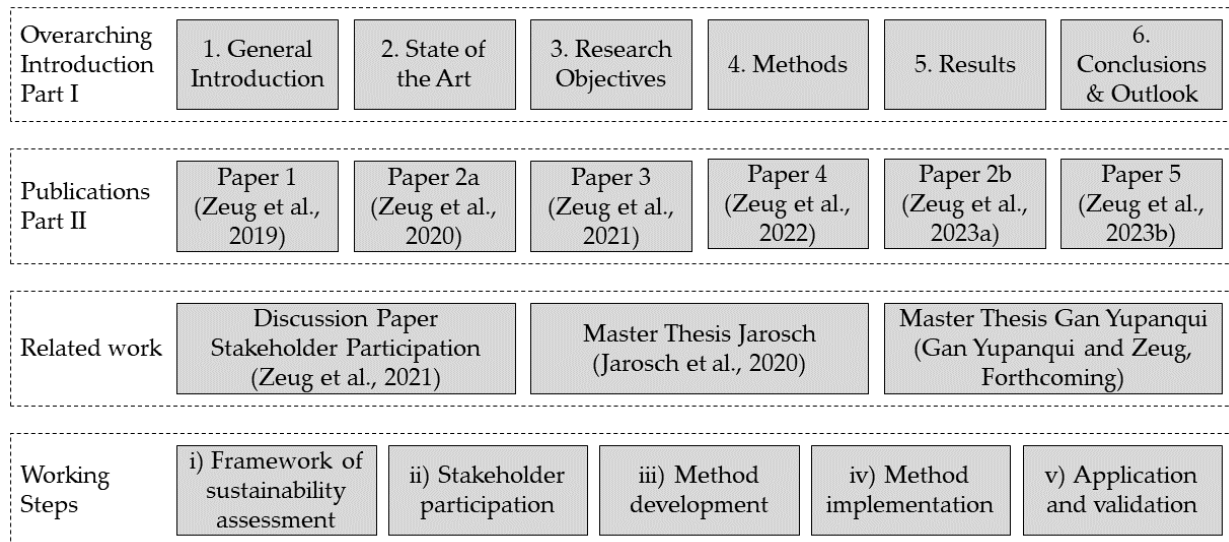 Overarching
Introduction
Part I
1. General
Introduction
2. State of
the Art
3. Research
Objectives
4. Methods
5. Results
6.
Conclusions
& Outlook
Publications
Part II
Paper 1
(Zeug et al.,
2019)
Paper 2a
(Zeug et al.,
2020)
Paper 3
(Zeug et al.,
2021)
Paper 4
(Zeug et al.,
2022)
Paper 2b
(Zeug et al.,
2023a)
Paper 5
(Zeug et al.,
2023b)
Related work
Discussion Paper
Stakeholder Participation
(Zeug et al., 2021)
Master Thesis Jarosch
(Jarosch et al., 2020)
Master Thesis Gan Yupanqui
(Gan Yupanqui and Zeug,
Forthcoming)
Working
Steps
i) Framework of
sustainability
assessment
ii) Stakeholder
participation
iii) Method
development
iv) Method
implementation
v) Application
and validation